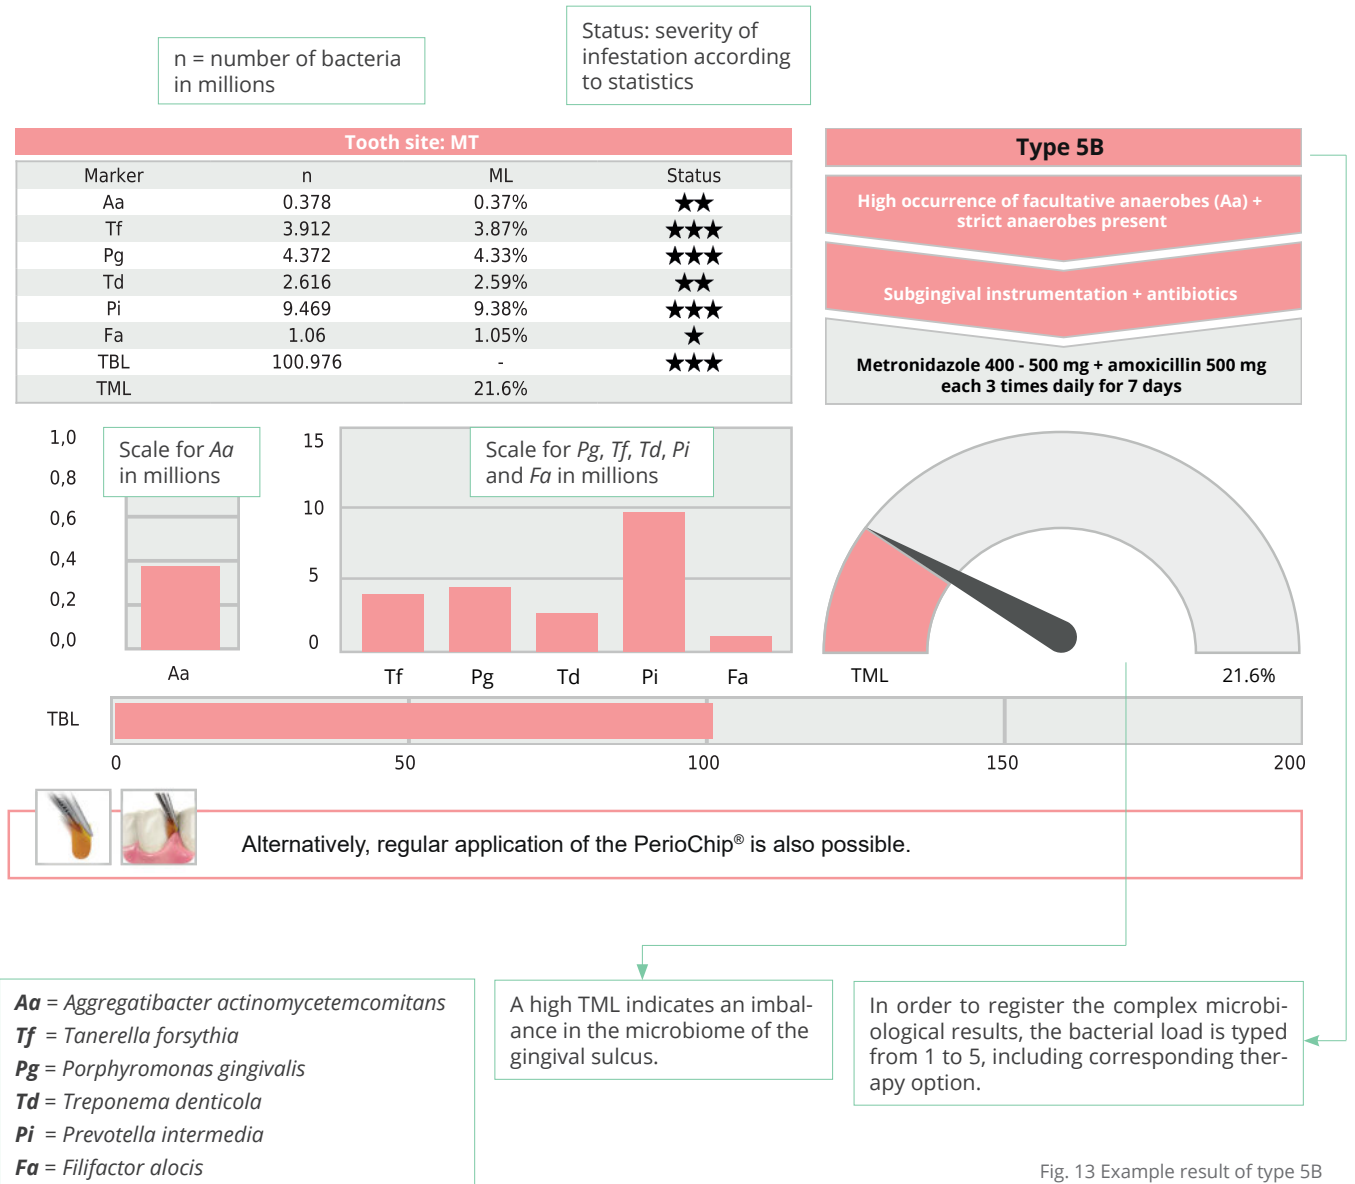 n = number of bacteria
in millions
Status: severity of
infestation according
to statistics
Tooth site: MT
Marker n ML Status
Aa 0.378 0.37% ★★
Tf 3.912 3.87% ★★★
Pg 4.372 4.33% ★★★
Td 2.616 2.59% ★★
Pi 9.469 9.38% ★★★
Fa 1.06 1.05% ★
TBL 100.976 - ★★★
TML 21.6%
Type 5B
High occurrence of facultative anaerobes (Aa) +
strict anaerobes present
Subgingival instrumentation + antibiotics
Metronidazole 400 - 500 mg + amoxicillin 500 mg
each 3 times daily for 7 days
1,0
0,8
0,6
0,4
0,2
0,0
Scale for Aa
in millions
Aa
15
10
5
0
Scale for Pg, Tf, Td, Pi
and Fa in millions
Tf Pg Td Pi Fa
TML 21.6%
TBL
0 50 100 150 200
Alternatively, regular application of the PerioChip® is also possible.
Aa = Aggregatibacter actinomycetemcomitans
Tf = Tanerella forsythia
Pg = Porphyromonas gingivalis
Td = Treponema denticola
Pi = Prevotella intermedia
Fa = Filifactor alocis
A high TML indicates an imbal-
ance in the microbiome of the
gingival sulcus.
In order to register the complex microbi-
ological results, the bacterial load is typed
from 1 to 5, including corresponding ther-
apy option.
Fig. 13 Example result of type 5B